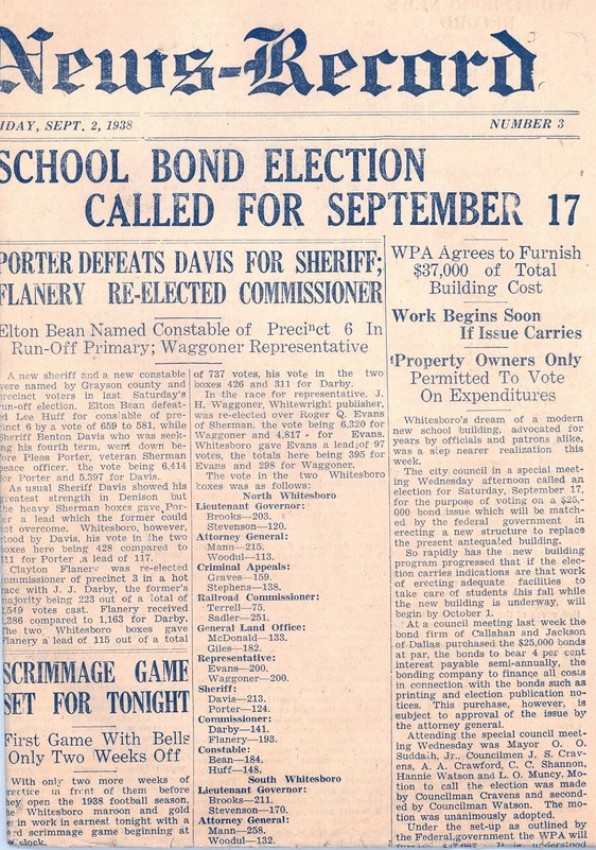 News-Record
IDAY, SEPT. 2, 1938
NUMBER 3
SCHOOL BOND ELECTION
CALLED FOR SEPTEMBER 17
PORTER DEFEATS DAVIS FOR SHERIFF;
FLANERY RE-ELECTED COMMISSIONER
Elton Bean Named Constable of Precinct 6 In
Run-Off Primary; Waggoner Representative
A new sheriff and a new constable
were named by Grayson county and
precinct voters in last Saturday's
run-off election. Elton Bean defeat-
ed Lee Huff for constable of pre-
cinct 6 by a vote of 659 to 581, while
Sheriff Benton Davis who was seek-
ing his fourth term, went down be-
fore Fleas Porter, veteran Sherman
peace officer, the vote being 6,414
for Porter and 5,397 for Davis.
As usual Sheriff Davis showed his
greatest strength in Denison but
the heavy Sherman boxes gave Por-
ter a lead which the former could
not overcome. Whitesboro, however,
stood by Davis, his vote in the two
boxes here being 428 compared to
311 for Porter ,a lead of 117.
Clayton Flanery was re-elected
commissioner of precinct 3 in a hot
race with J. J. Darby, the former's
majority being 223 out of a total of
2,549 votes cast. Flanery received
1,386 compared to 1,163 for Darby.
The two Whitesboro boxes gave
Flanery a lead of 115 out of a total
SCRIMMAGE GAME
SET FOR TONIGHT
First Game With Bells
Only Two Weeks Off
With only two more weeks of
practice in front of them before
they open the 1938 football season,
the Whitesboro maroon and gold
in work in earnest tonight with a
scrimmage game beginning at
clock.
of 737 votes, his vote in the two
boxes 426 and 311 for Darby.
In the race for representative, J.
H. Waggoner, Whitewright publisher,
was re-elected over Roger Q. Evans
of Sherman, the vote being 6,320 for
Waggoner and 4,817 - for Evans.
Whitesboro gave Evans a lead of 97
votes, the totals here being 395 for
Evans and 298 for Waggoner.
The vote in the two Whitesboro
boxes was as follows:
North Whitesboro
Lieutenant Governor:
Brooks—203.
Stevenson—120.
Attorney General:
Mann—215.
Woodul—113.
Criminal Appeals:
Graves—159.
Stephens—138.
Railroad Commissioner:
Terrell—75.
Sadler—251.
General Land Office:
McDonald—133.
Giles—182.
Representative:
Evans—200.
Waggoner—200.
Sheriff:
Davis—213.
Porter—124.
Commissioner:
Darby—141.
Flanery—193.
Constable:
Bean—184.
Huff—148.
South Whitesboro
Lieutenant Governor:
Brooks—211.
Stevenson—170.
Attorney General:
Mann—258.
Woodul—132.
WPA Agrees to Furnish
$37,000 of Total
Building Cost
Work Begins Soon
If Issue Carries
Property Owners Only
Permitted To Vote
On Expenditures
Whitesboro's dream of a modern
new school building, advocated for
years by officials and patrons alike,
was a step nearer realization this
week.
The city council in a special meet-
ing Wednesday afternoon called an
election for Saturday, September 17,
for the purpose of voting on a $25,-
000 bond issue which will be match-
ed by the federal government in
erecting a new structure to replace
the present antequated building.
So rapidly has the new building
program progressed that if the elec-
tion carries indications are that work
of erecting adequate facilities to
take care of students this fall while
the new building is underway, will
begin by October 1.
At a council meeting last week the
bond firm of Callahan and Jackson
of Dallas purchased the $25,000 bonds
at par, the bonds to bear 4 per cent
interest payable semi-annually, the
bonding company to finance all costs
in connection with the bonds such as
printing and election publication no-
tices. This purchase, however, is
subject to approval of the issue by
the attorney general.
Attending the special council meet-
ing Wednesday was Mayor O. O.
Suddath, Jr., Councilmen J. S. Crav-
ens, A. A. Crawford, C. C. Shannon,
Hannie Watson and L. O. Muncy. Mo-
tion to call the election was made
by Councilman Cravens and second-
ed by Councilman Watson. The mo-
tion was unanimously adopted.
Under the set-up as outlined by
the Federal government the WPA will
It is understood